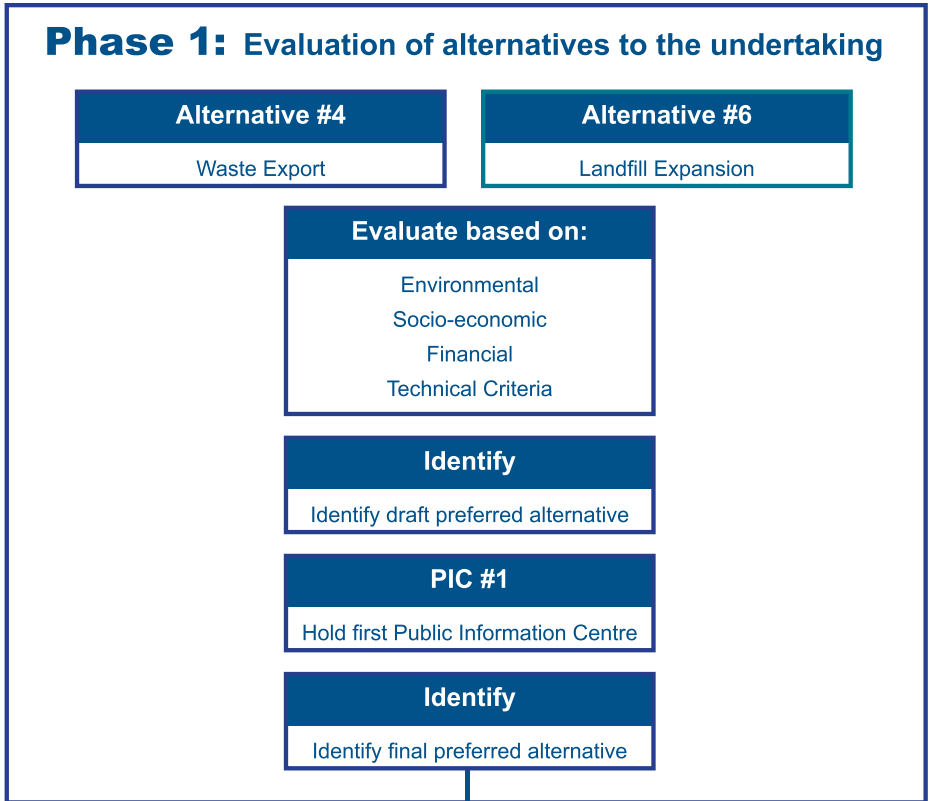 Phase 1: Evaluation of alternatives to the undertaking
Alternative #4
Waste Export
Alternative #6
Landfill Expansion
Evaluate based on:
Environmental
Socio-economic
Financial
Technical Criteria
Identify
Identify draft preferred alternative
PIC #1
Hold first Public Information Centre
Identify
Identify final preferred alternative